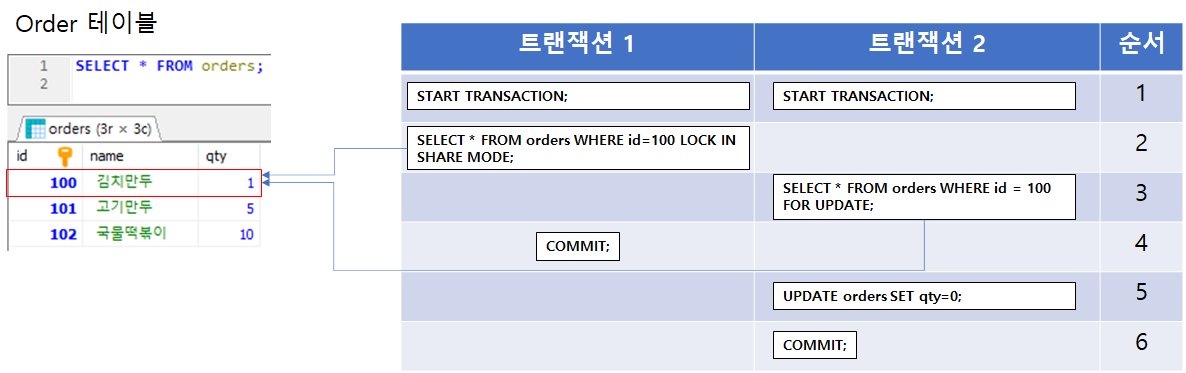 Order 테이블
1 SELECT * FROM orders;
2
orders (3r × 3c)
id name qty
100 김치만두 1
101 고기만두 5
102 국물떡볶이 10
트랜잭션 1 트랜잭션 2 순서
START TRANSACTION; START TRANSACTION; 1
SELECT * FROM orders WHERE id=100 LOCK IN
SHARE MODE;
2
SELECT * FROM orders WHERE id = 100
FOR UPDATE;
3
COMMIT; 4
UPDATE orders SET qty=0; 5
COMMIT; 6